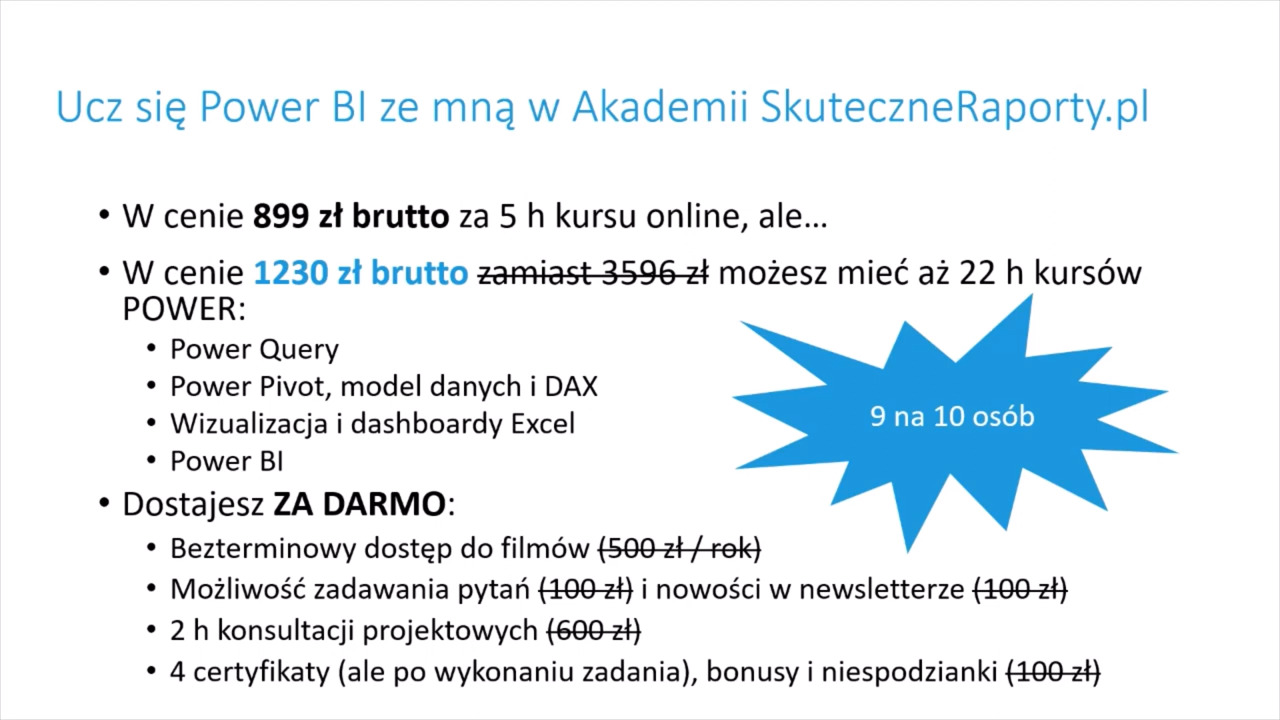 Ucz się Power BI ze mną w Akademii SkuteczneRaporty.pl
• W cenie 899 zł brutto za 5 h kursu online, ale…
• W cenie 1230 zł brutto zamiast 3596 zł możesz mieć aż 22 h kursów
POWER:
• Power Query
• Power Pivot, model danych i DAX
• Wizualizacja i dashboardy Excel
• Power BI
9 na 10 osób
• Dostajesz ZA DARMO:
• Bezterminowy dostęp do filmów (500 zł / rok)
• Możliwość zadawania pytań (100 zł) i nowości w newsletterze (100 zł)
• 2 h konsultacji projektowych (600 zł)
• 4 certyfikaty (ale po wykonaniu zadania), bonusy i niespodzianki (100 zł)